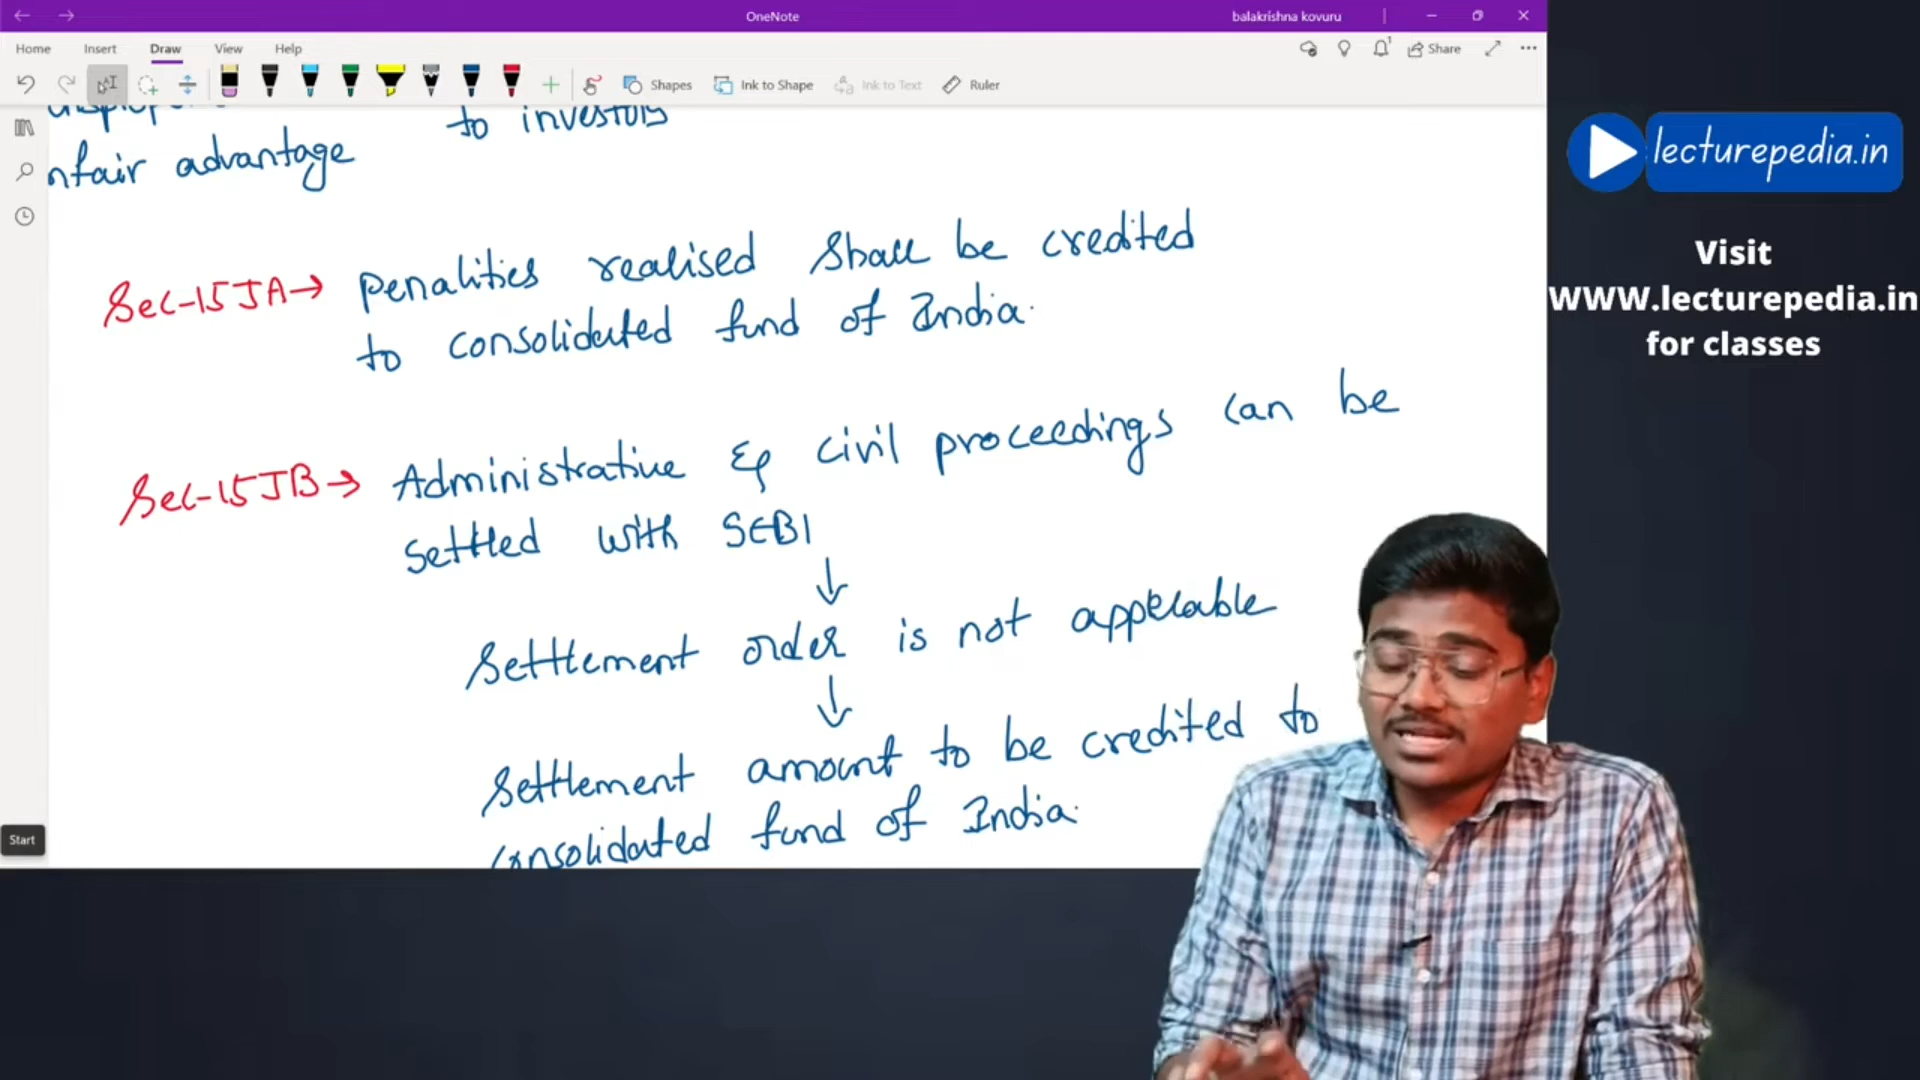 OneNote
balakrishna kovuru
Home Insert Draw View Help
1 Share
Shapes Ink to Shape Ink to Text Ruler
to investors
nfair advantage
Sec-15JA → penalities realised shall be credited
to consolidated fund of India.
Sec-15JB → Administrative & civil proceedings can be
settled with SEBI
↓
Settlement order is not
↓
Settlement amount to be credited to
consolidated fund of India.
Start
lecturepedia.in
Visit
WWW.lecturepedia.in
for classes